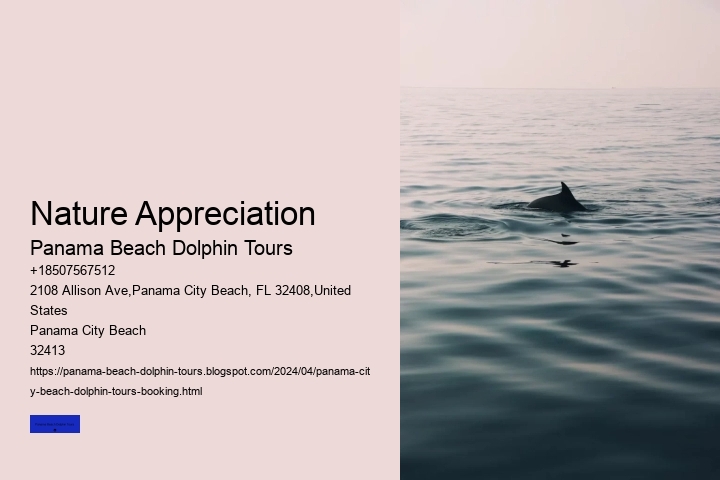 Nature Appreciation
Panama Beach Dolphin Tours
+18507567512
2108 Allison Ave,Panama City Beach, FL 32408,United
States
Panama City Beach
32413
https://panama-beach-dolphin-tours.blogspot.com/2024/04/panama-cit
y-beach-dolphin-tours-booking.html